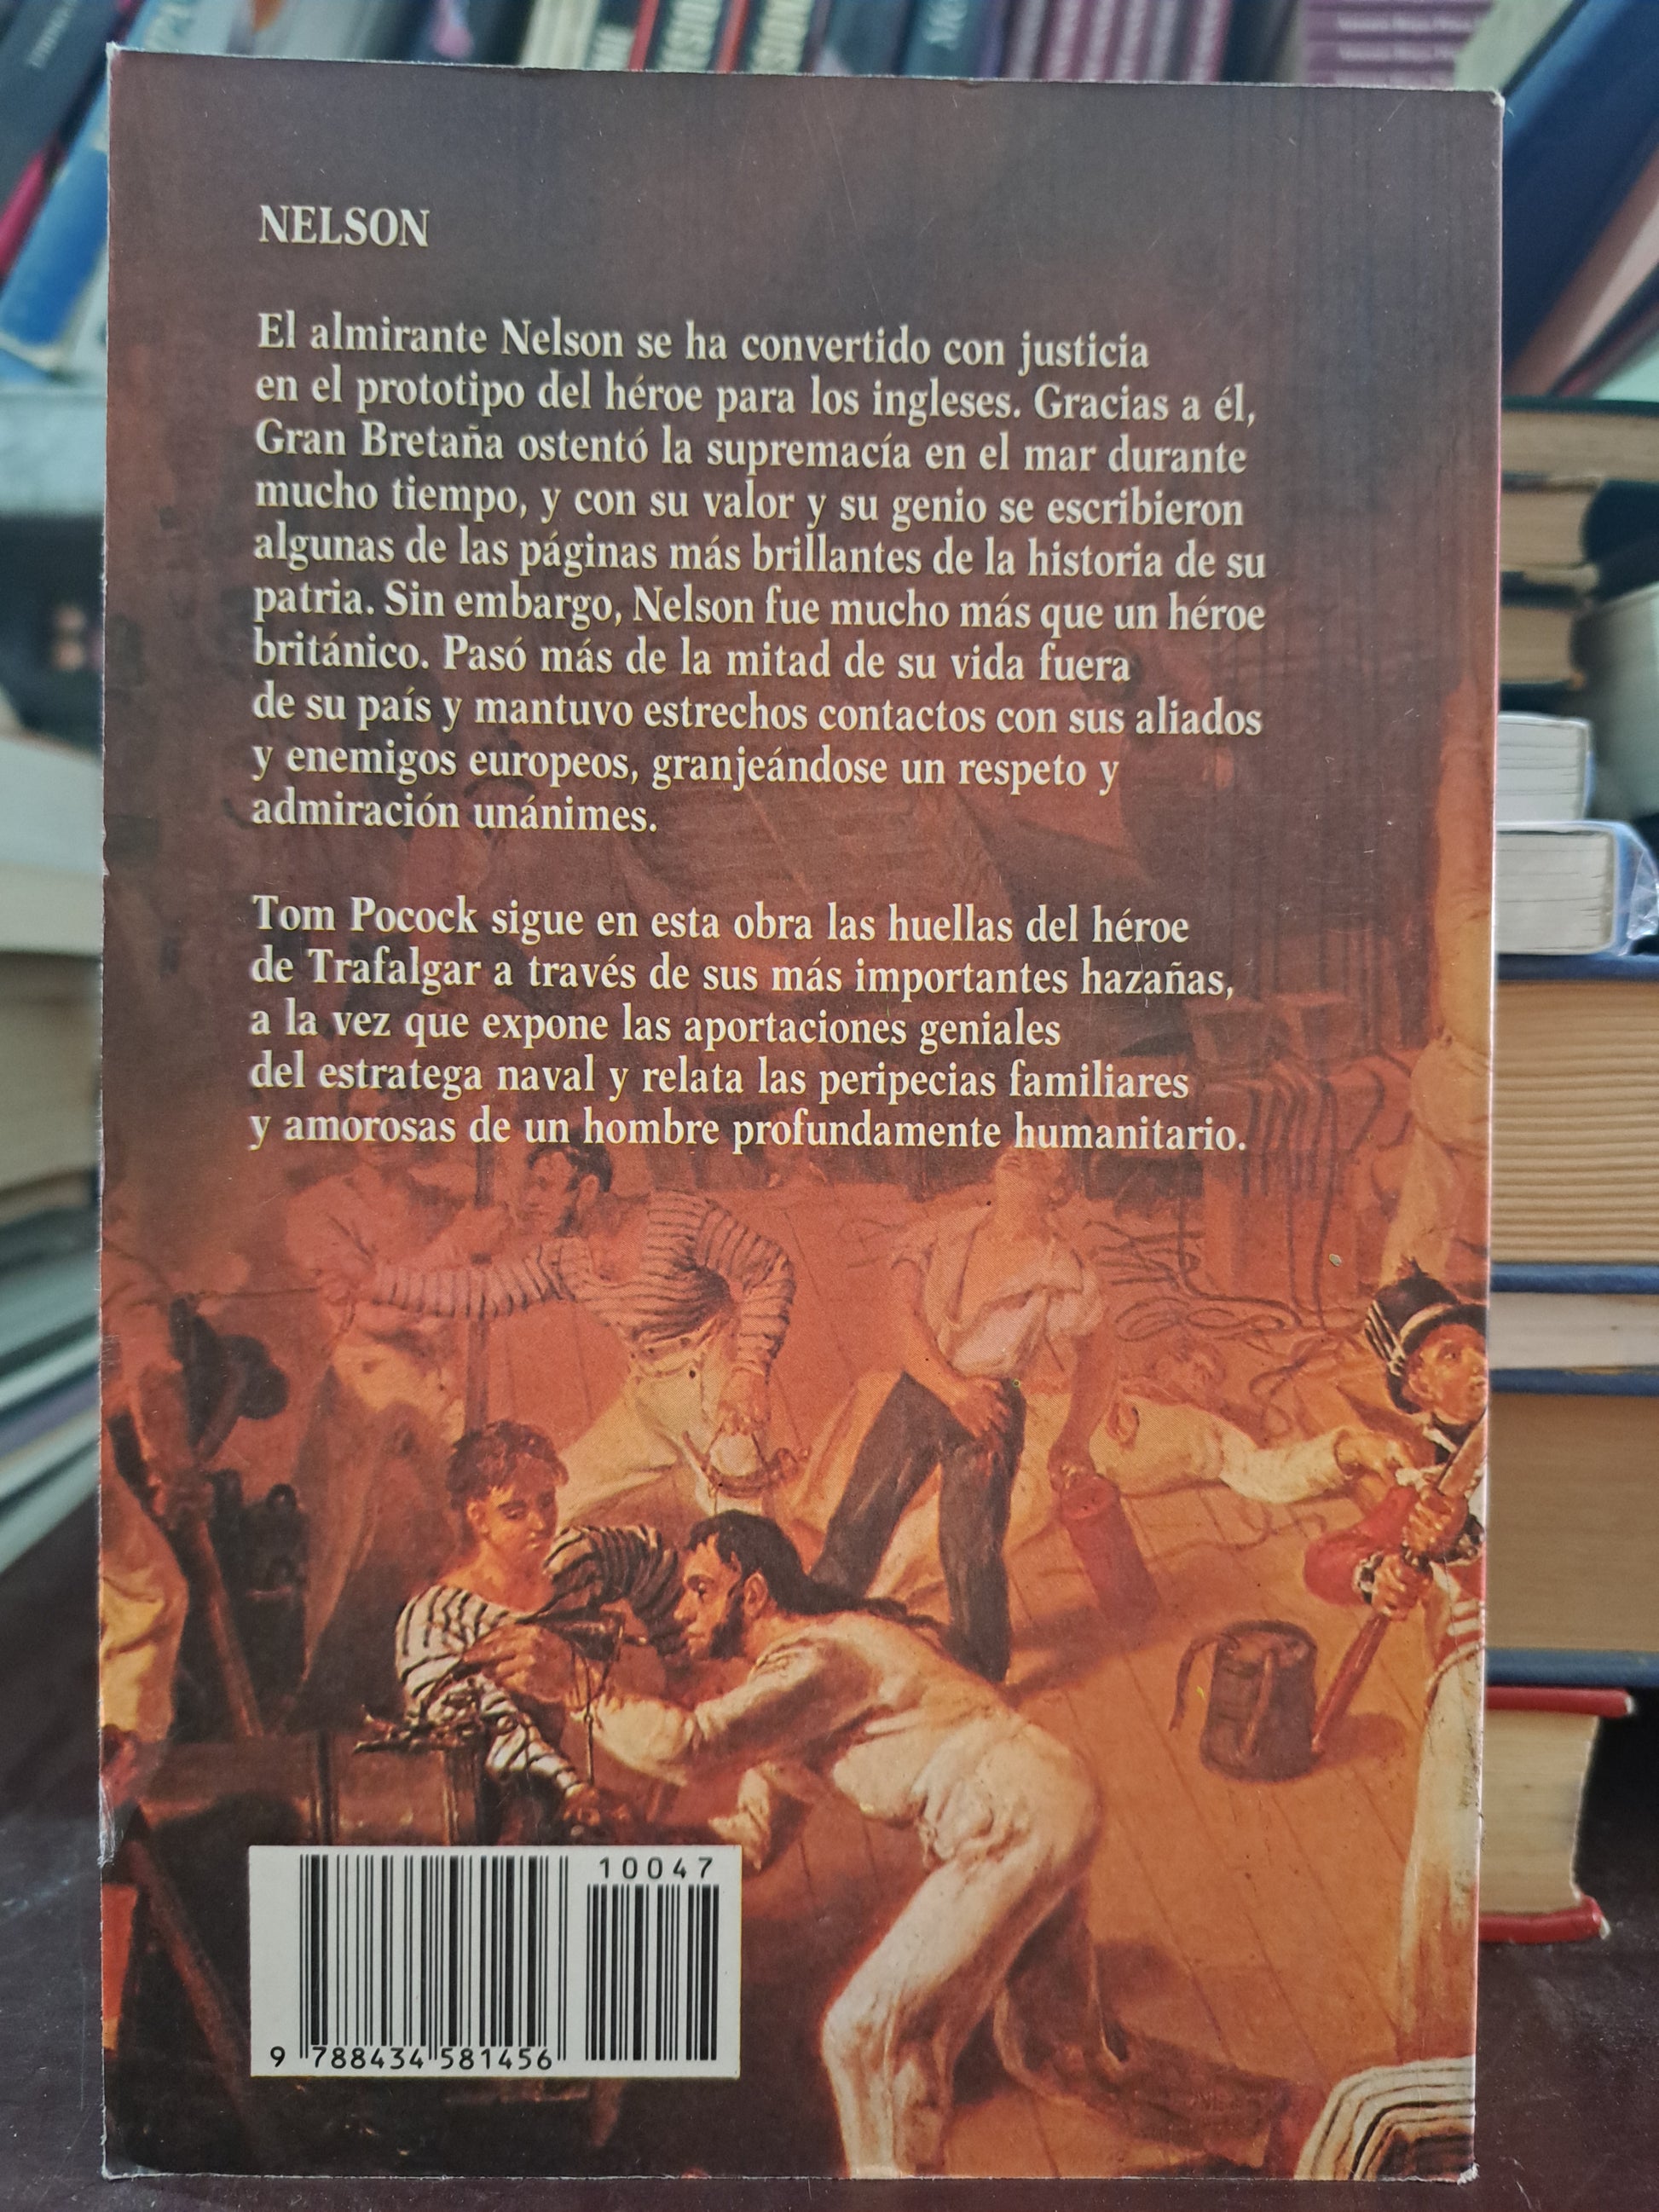 NELSON
El almirante Nelson se ha convertido con justicia
en el prototipo del héroe para los ingleses. Gracias a él,
Gran Bretaña ostentó la supremacía en el mar durante
mucho tiempo, y con su valor y su genio se escribieron
algunas de las páginas más brillantes de la historia de su
patria. Sin embargo, Nelson fue mucho más que un héroe
británico. Pasó más de la mitad de su vida fuera
de su país y mantuvo estrechos contactos con sus aliados
y enemigos europeos, granjeándose un respeto y
admiración unánimes.
Tom Pocock sigue en esta obra las huellas del héroe
de Trafalgar a través de sus más importantes hazañas,
a la vez que expone las aportaciones geniales
del estratega naval y relata las peripecias familiares
y amorosas de un hombre profundamente humanitario.
10047
9 788434 581456